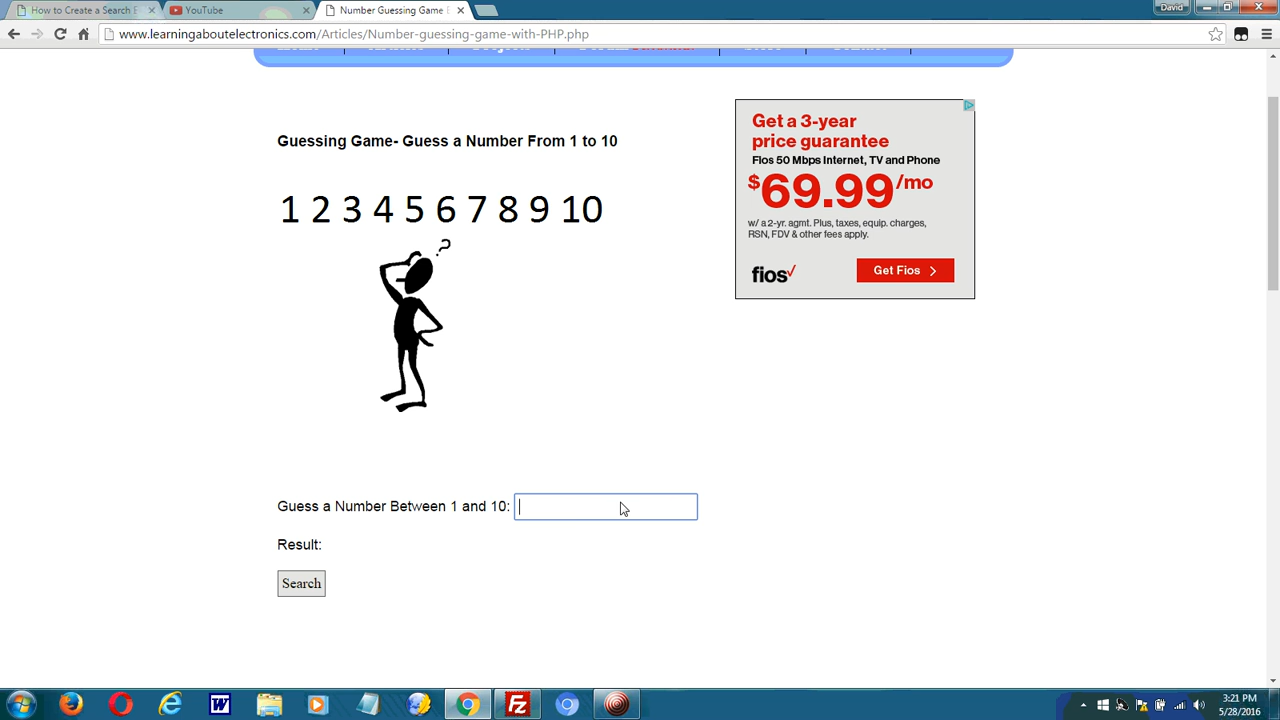 How to Create a Search E
YouTube
Number Guessing Game E
David
www.learningaboutelectronics.com/Articles/Number-guessing-game-with-PHP.php
Guessing Game- Guess a Number From 1 to 10
1 2 3 4 5 6 7 8 9 10
?
Get a 3-year
price guarantee
Fios 50 Mbps Internet, TV and Phone
$69.99/mo
w/ a 2-yr. agmt. Plus, taxes, equip. charges,
RSN, FDV & other fees apply.
fios✓
Get Fios >
Guess a Number Between 1 and 10:
Result:
Search
W
Fz
3:21 PM
5/28/2016